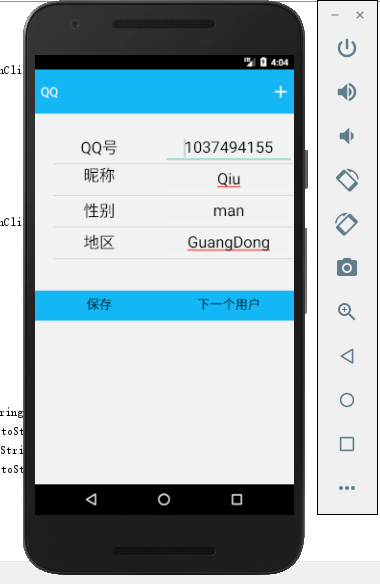 nCli
4:04
QQ
QQ号 1037494155
昵称 Qiu
nCli
性别 man
地区 GuangDong
保存 下一个用户
ring
toSt
Stri
toSt